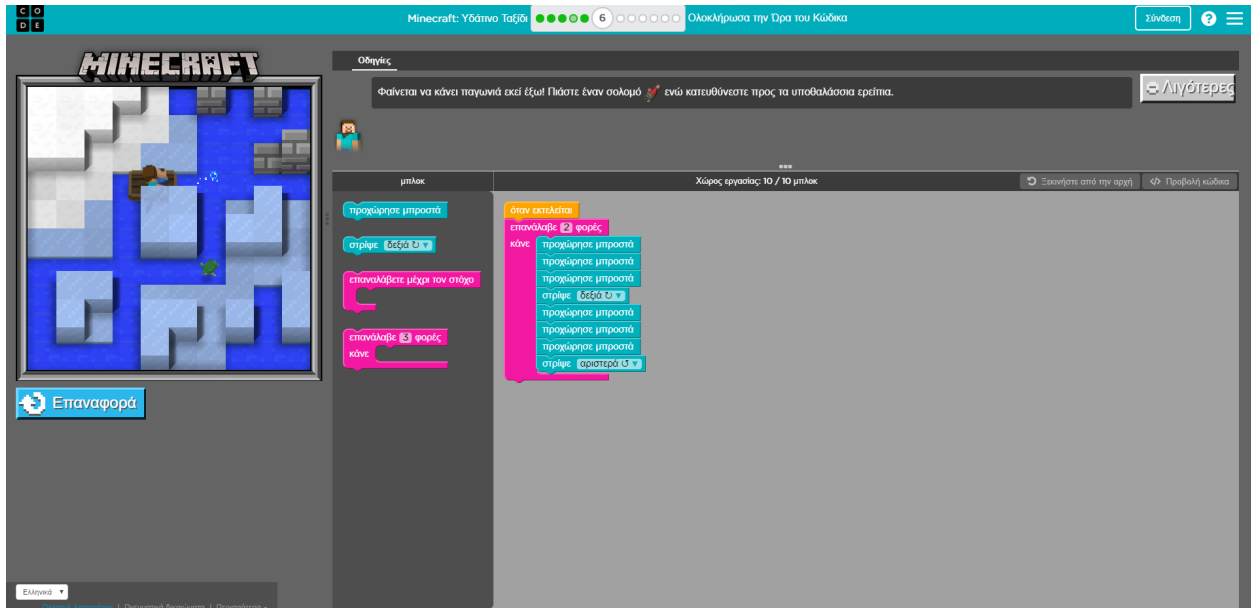 C O
D E
Minecraft: Υδάτινο Ταξίδι
6
Ολοκλήρωσα την Ώρα του Κώδικα
Σύνδεση
?
MINECRAFT
Οδηγίες
Φαίνεται να κάνει παγωνιά εκεί έξω! Πιάστε έναν σολομό ενώ κατευθύνεστε προς τα υποθαλάσσια ερείπια.
Λιγότερες
μπλοκ
Χώρος εργασίας: 10 / 10 μπλοκ
Ξεκινήστε από την αρχή
</> Προβολή κώδικα
προχώρησε μπροστά
στρίψε δεξιά ↻ ▼
επαναλάβετε μέχρι τον στόχο
επανάλαβε 3 φορές
κάνε
όταν εκτελείται
επανάλαβε 2 φορές
κάνε προχώρησε μπροστά
προχώρησε μπροστά
προχώρησε μπροστά
στρίψε δεξιά ↻ ▼
προχώρησε μπροστά
προχώρησε μπροστά
προχώρησε μπροστά
στρίψε αριστερά ↺ ▼
Επαναφορά
Ελληνικά ▼